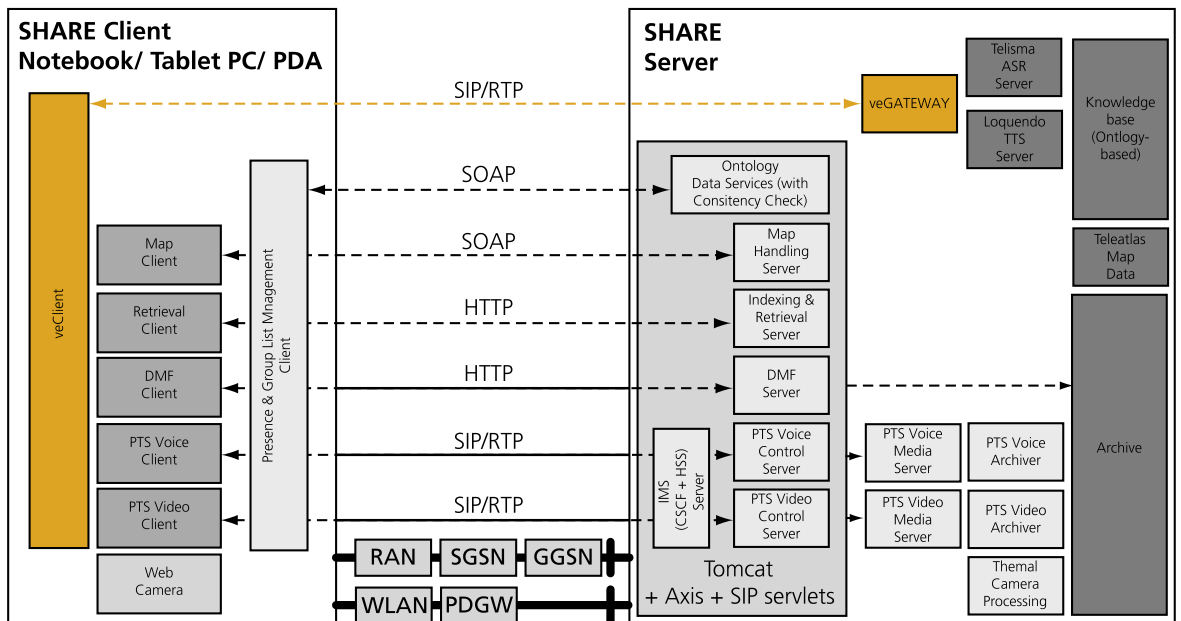 SHARE Client
Notebook/ Tablet PC/ PDA
veClient
Map
Client
Retrieval
Client
DMF
Client
PTS Voice
Client
PTS Video
Client
Web
Camera
Presence & Group List Mnagement
Client
SIP/RTP
SOAP
SOAP
HTTP
HTTP
SIP/RTP
SIP/RTP
RAN
SGSN
GGSN
WLAN
PDGW
SHARE
Server
veGATEWAY
Telisma
ASR
Server
Loquendo
TTS
Server
Knowledge
base
(Ontlogy-
based)
Ontology
Data Services (with
Consitency Check)
Map
Handling
Server
Indexing &
Retrieval
Server
DMF
Server
IMS
(CSCF + HSS)
Server
PTS Voice
Control
Server
PTS Video
Control
Server
Tomcat
+ Axis + SIP servlets
PTS Voice
Media
Server
PTS Video
Media
Server
PTS Voice
Archiver
PTS Video
Archiver
Themal
Camera
Processing
Teleatlas
Map
Data
Archive